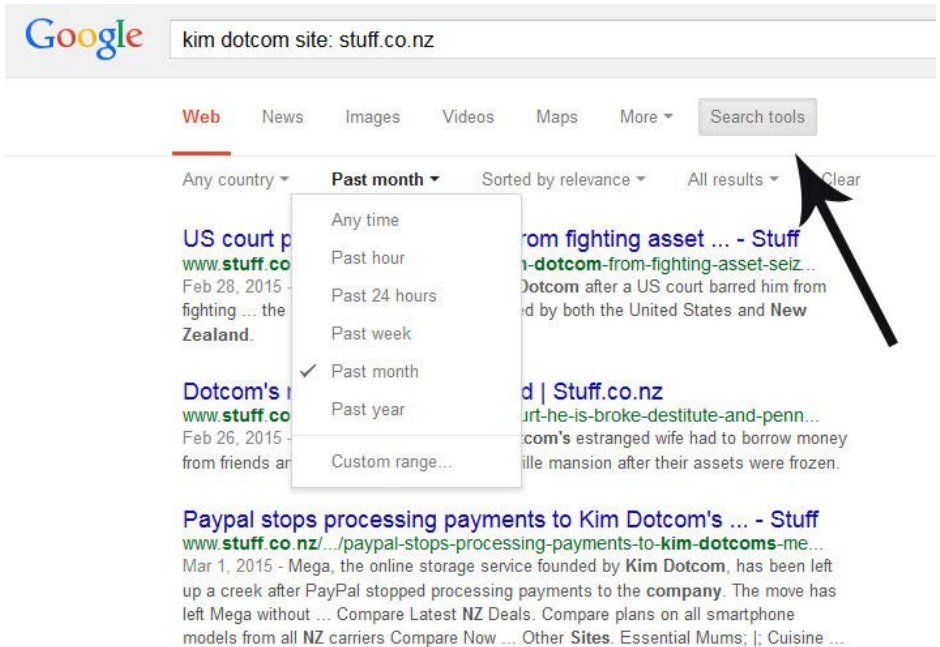 Google
kim dotcom site: stuff.co.nz
Web News Images Videos Maps More Search tools
Any country Past month Sorted by relevance All results Clear
Any time
Past hour
Past 24 hours
Past week
Past month
Past year
Custom range...
US court p rom fighting asset ... - Stuff
www.stuff.co -dotcom-from-fighting-asset-seiz...
Feb 28, 2015 - Dotcom after a US court barred him from
fighting ... the d by both the United States and New
Zealand.
Dotcom's d | Stuff.co.nz
www.stuff.co urt-he-is-broke-destitute-and-penn...
Feb 26, 2015 - com's estranged wife had to borrow money
from friends an ille mansion after their assets were frozen.
Paypal stops processing payments to Kim Dotcom's ... - Stuff
www.stuff.co.nz/.../paypal-stops-processing-payments-to-kim-dotcoms-me...
Mar 1, 2015 - Mega, the online storage service founded by Kim Dotcom, has been left
up a creek after PayPal stopped processing payments to the company. The move has
left Mega without ... Compare Latest NZ Deals. Compare plans on all smartphone
models from all NZ carriers Compare Now ... Other Sites. Essential Mums; |; Cuisine ...